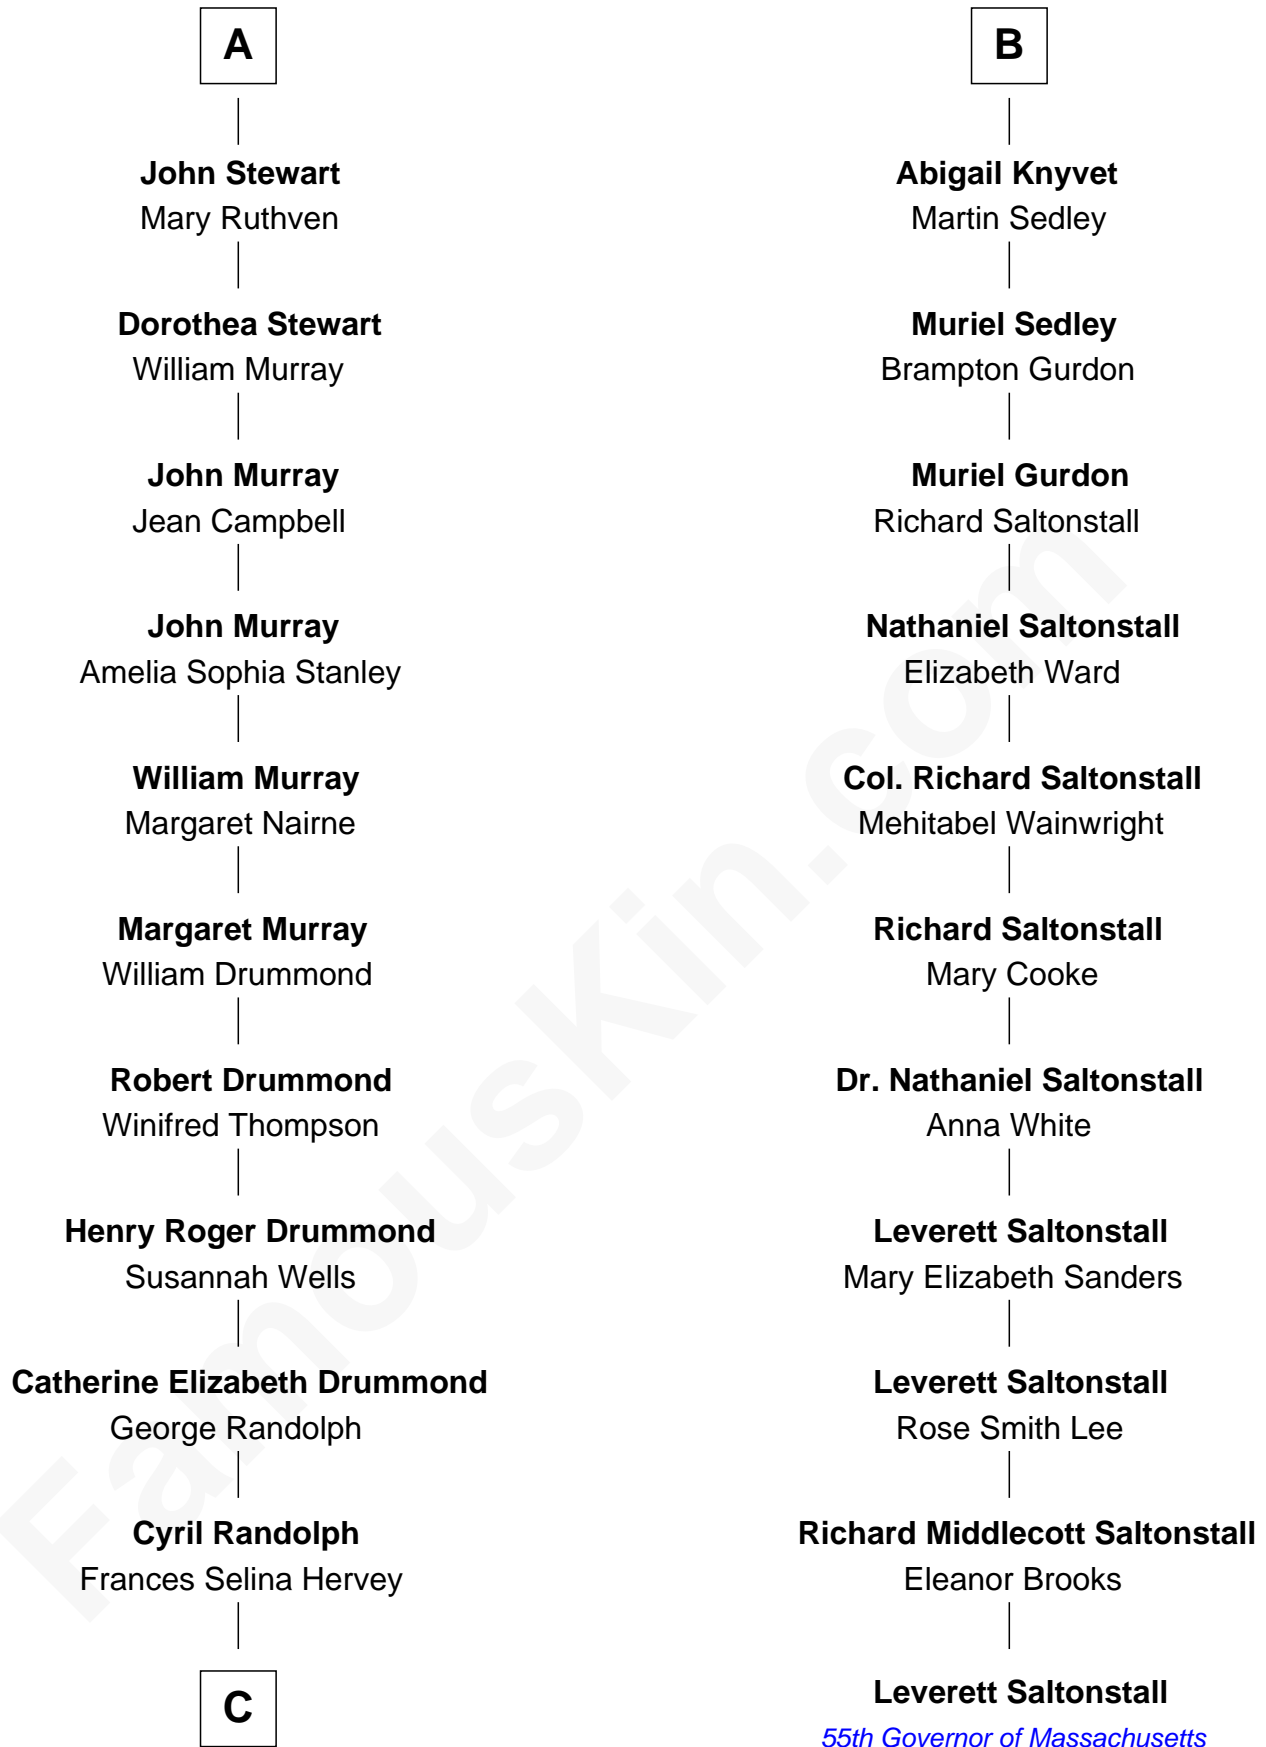 A
John Stewart
Mary Ruthven
Dorothea Stewart
William Murray
John Murray
Jean Campbell
John Murray
Amelia Sophia Stanley
William Murray
Margaret Nairne
Margaret Murray
William Drummond
Robert Drummond
Winifred Thompson
Henry Roger Drummond
Susannah Wells
Catherine Elizabeth Drummond
George Randolph
Cyril Randolph
Frances Selina Hervey
C
B
Abigail Knyvet
Martin Sedley
Muriel Sedley
Brampton Gurdon
Muriel Gurdon
Richard Saltonstall
Nathaniel Saltonstall
Elizabeth Ward
Col. Richard Saltonstall
Mehitabel Wainwright
Richard Saltonstall
Mary Cooke
Dr. Nathaniel Saltonstall
Anna White
Leverett Saltonstall
Mary Elizabeth Sanders
Leverett Saltonstall
Rose Smith Lee
Richard Middlecott Saltonstall
Eleanor Brooks
Leverett Saltonstall
55th Governor of Massachusetts
FamousKin.com